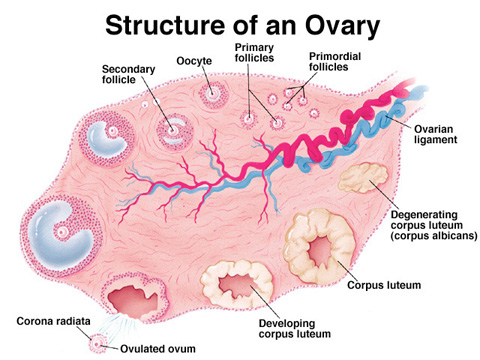 Structure of an Ovary
Primary
follicles
Oocyte
Primordial
follicles
Secondary
follicle
Ovarian
ligament
Degenerating
corpus luteum
(corpus albicans)
Corpus luteum
Developing
corpus luteum
Corona radiata
Ovulated ovum